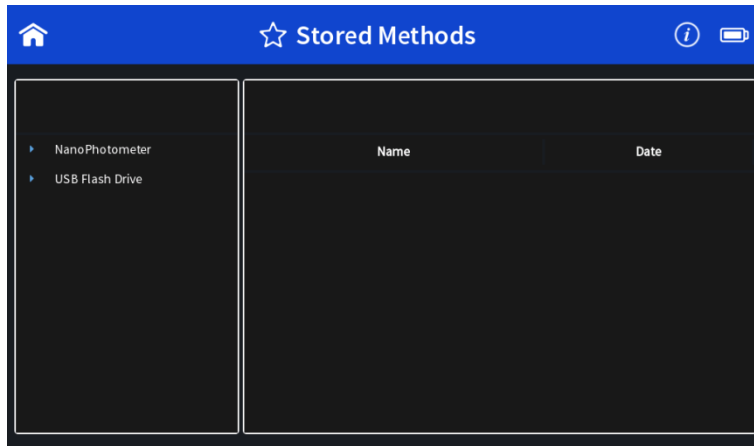 Stored Methods
NanoPhotometer
USB Flash Drive
Name
Date